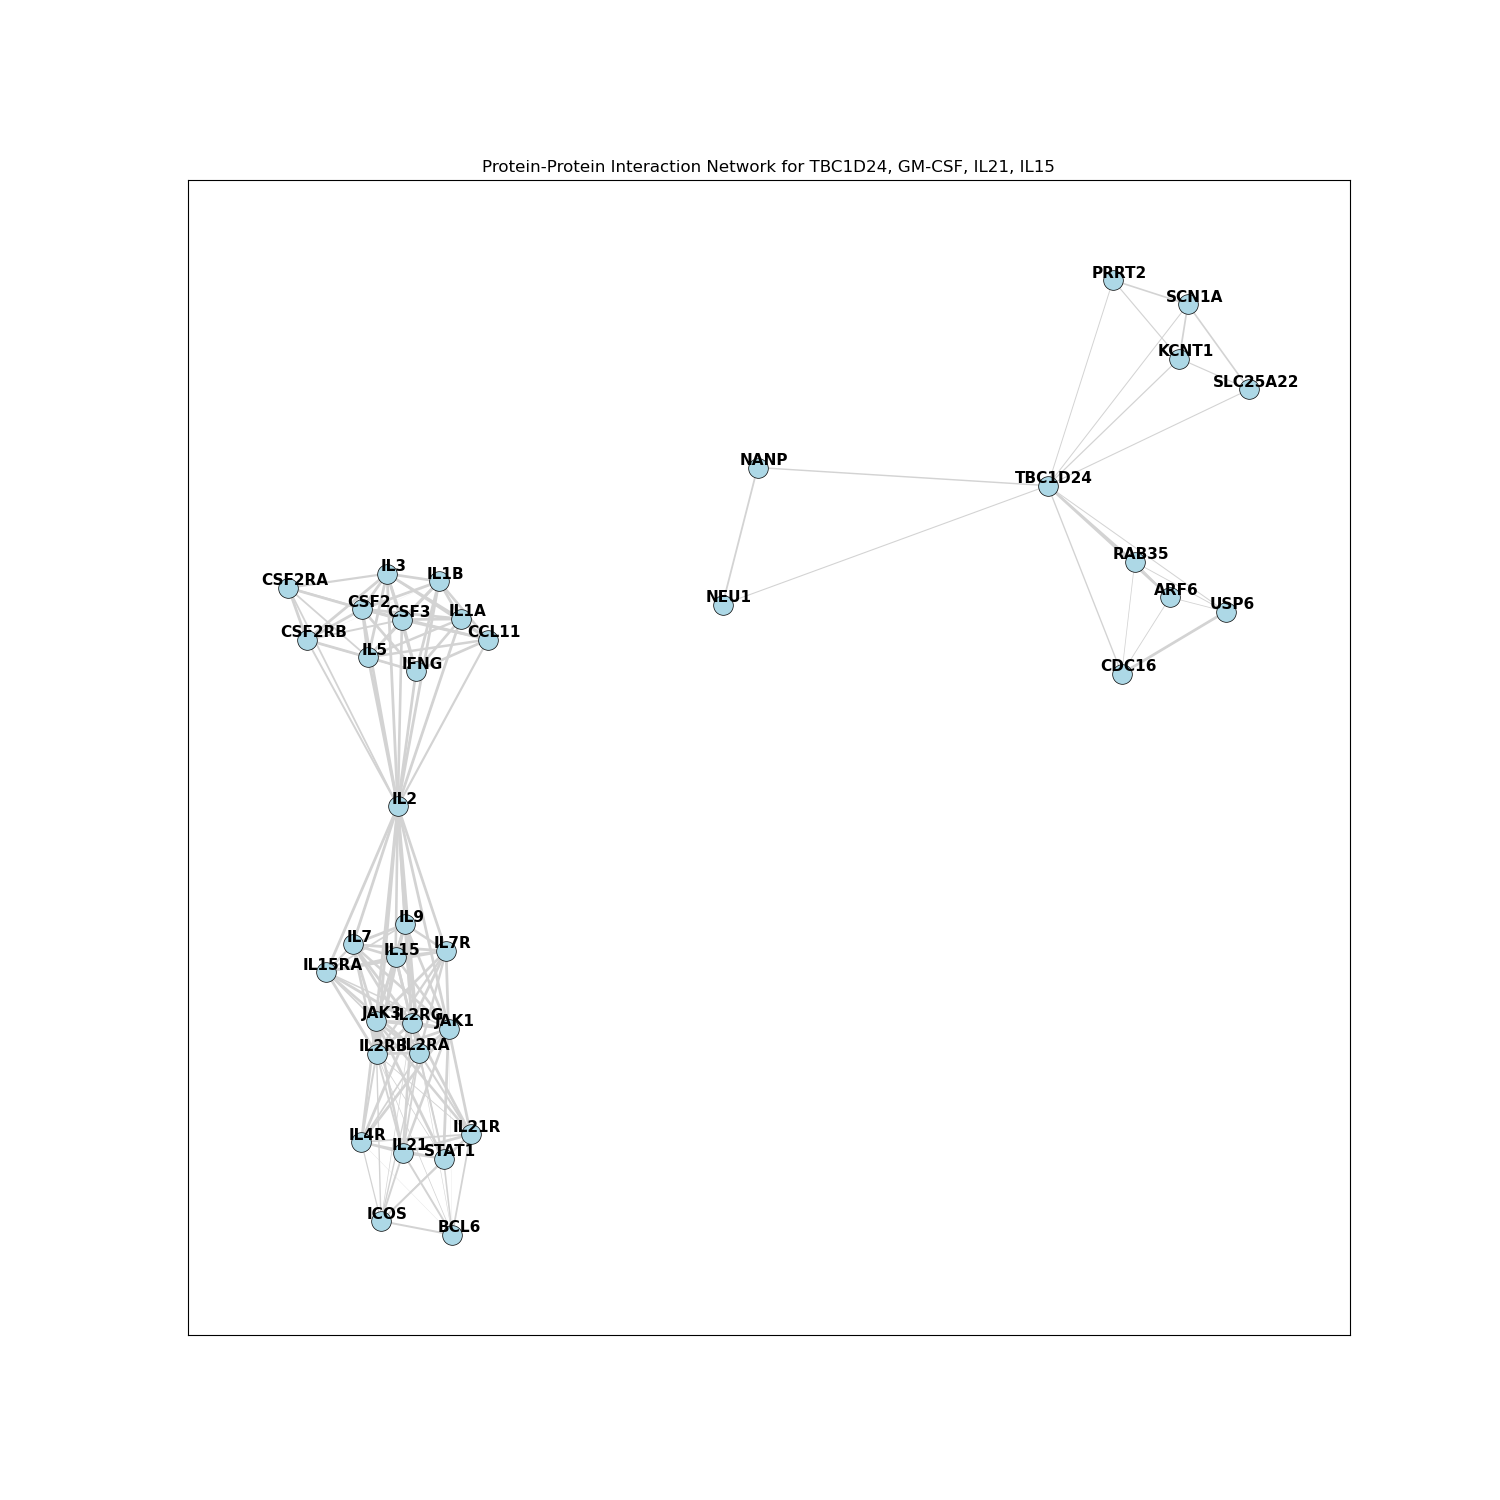 Protein-Protein Interaction Network for TBC1D24, GM-CSF, IL21, IL15
PRRT2
SCN1A
KCNT1
SLC25A22
NANP
TBC1D24
RAB35
ARF6
USP6
NEU1
CDC16
IL3
CSF2RA
IL1B
CSF2
CSF3
IL1A
CSF2RB
CCL11
IL5
IFNG
IL2
IL9
IL7
IL15
IL7R
IL15RA
JAK3
IL2RG
JAK1
IL2RB
IL2RA
IL21R
IL4R
IL21
STAT1
ICOS
BCL6